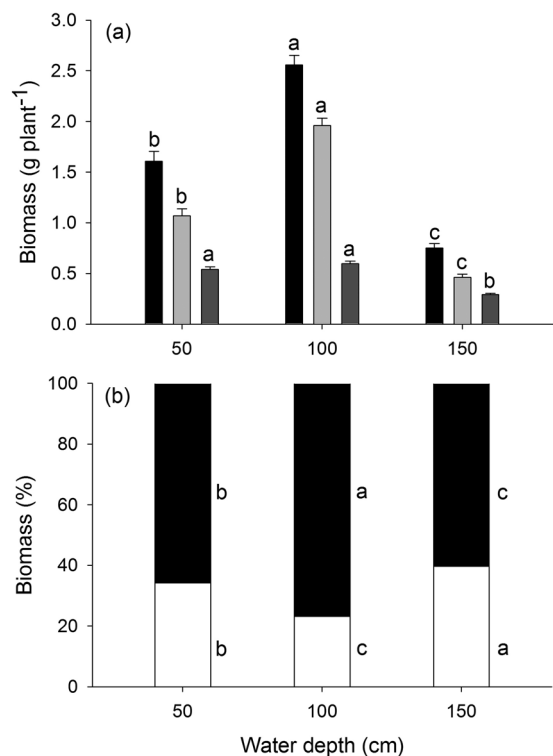 (a)
Biomass (g plant⁻¹)
3.0
2.5
2.0
1.5
1.0
0.5
0.0
b
b
a
a
a
a
c
c
b
50
100
150
(b)
Biomass (%)
100
80
60
40
20
0
b
a
c
b
c
a
50
100
150
Water depth (cm)